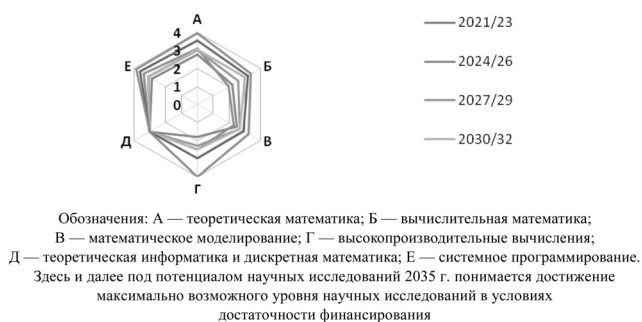 А
4
3
2
1
0
Б
В
Г
Д
Е
2021/23
2024/26
2027/29
2030/32
Обозначения: А — теоретическая математика; Б — вычислительная математика;
В — математическое моделирование; Г — высокопроизводительные вычисления;
Д — теоретическая информатика и дискретная математика; Е — системное программирование.
Здесь и далее под потенциалом научных исследований 2035 г. понимается достижение
максимально возможного уровня научных исследований в условиях
достаточности финансирования